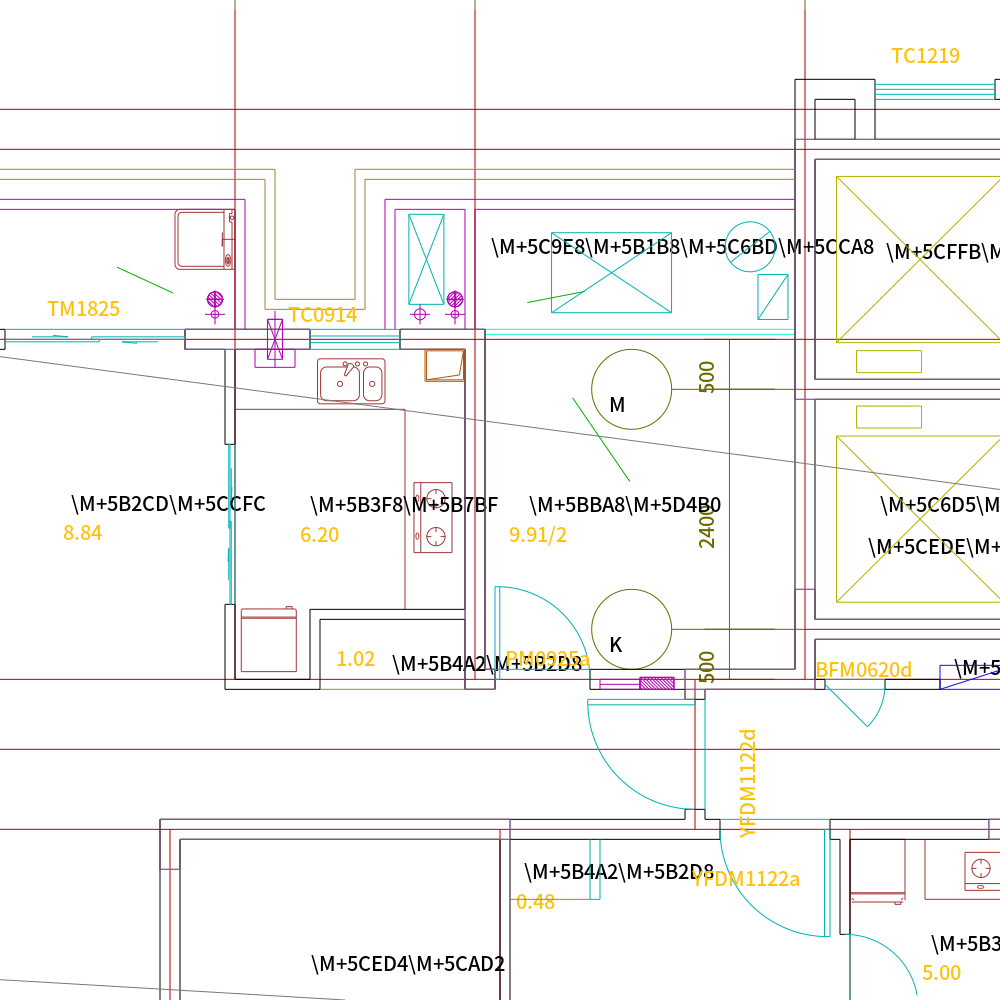 TC1219
\M+5C9E8\M+5B1B8\M+5C6BD\M+5CCA8
\M+5CFFB\M
TM1825
TC0914
500
M
\M+5B2CD\M+5CCFC
8.84
\M+5B3F8\M+5B7BF
6.20
\M+5BBA8\M+5D4B0
9.91/2
2400
\M+5C6D5\M
\M+5CEDE\M+
K
1.02
\M+5B4A2\M+5B2D8
PM0925a
500
BFM0620d
\M+5
YFDM1122d
\M+5B4A2\M+5B2D8
YFDM1122a
0.48
\M+5CED4\M+5CAD2
\M+5B3
5.00